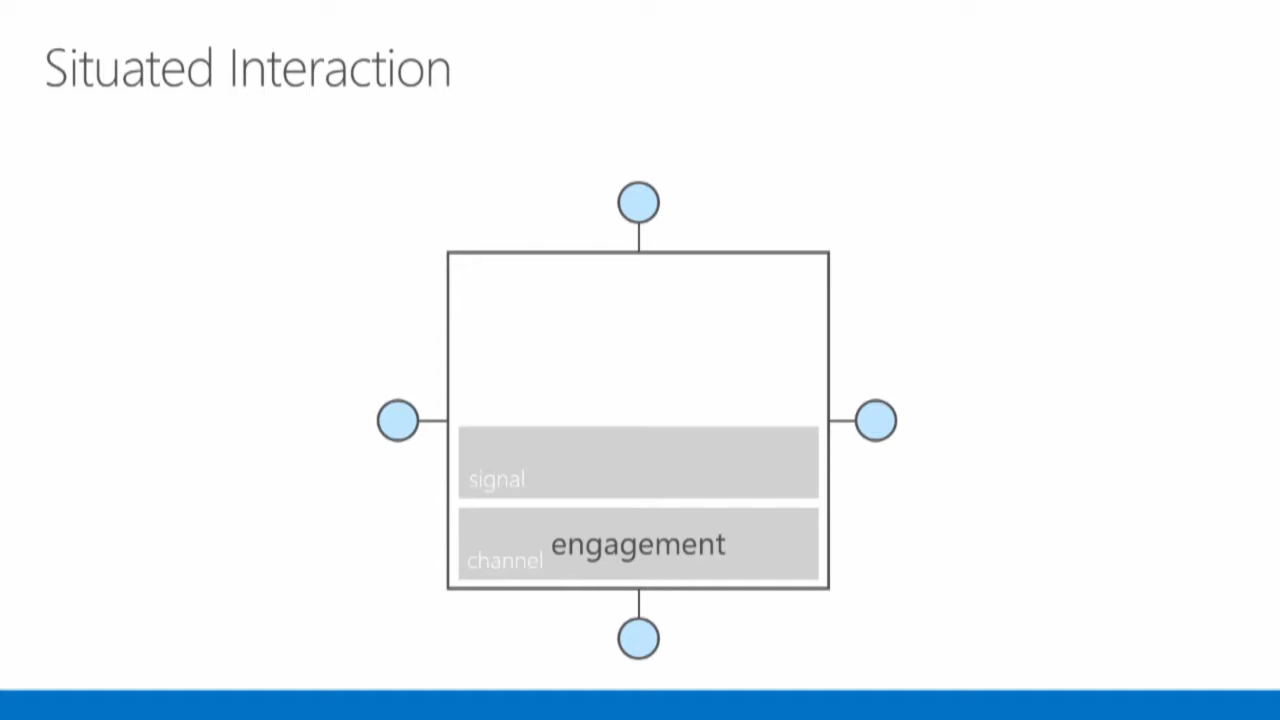 Situated Interaction
signal
channel
engagement